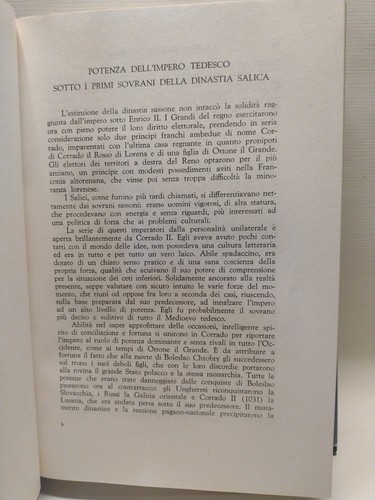 POTENZA DELL'IMPERO TEDESCO
SOTTO I PRIMI SOVRANI DELLA DINASTIA SALICA
L'estinzione della dinastia sassone non intaccò la solidità rag-
giunta dall'impero sotto Enrico II. I Grandi del regno esercitarono
ora con pieno potere il loro diritto elettorale, prendendo in seria
considerazione solo due principi franchi ambedue di nome Cor-
rado, imparentati con l'ultima casa regnante in quanto pronipoti
di Corrado il Rosso di Lorena e di una figlia di Ottone il Grande.
Gli elettori dei territori a destra del Reno optarono per il più
anziano, un principe con modesti possedimenti aviti nella Fran-
conia altorenana, che vinse poi senza troppa difficoltà la mino-
ranza lorenese.
I Salici, come furono più tardi chiamati, si differenziavano net-
tamente dai sovrani sassoni: erano uomini vigorosi, di alta statura,
che procedevano con energia e senza riguardi, più interessati ad
una politica di forza che ai problemi culturali.
La serie di questi imperatori dalla personalità unilaterale è
aperta brillantemente da Corrado II. Egli aveva avuto pochi con-
tatti con il mondo delle idee, non possedeva una cultura letteraria
ed era in tutto e per tutto un vero laico. Abile spadaccino, era
dotato di un chiaro senso pratico e di una sana coscienza della
propria forza, qualità che acuivano il suo potere di comprensione
per la situazione dei ceti inferiori. Solidamente ancorato alla realtà
presente, seppe valutare con sicuro intuito le varie forze del mo-
mento, che riunì od oppose fra loro a seconda dei casi, riuscendo,
sulla base preparata dal suo predecessore, ad innalzare l'impero
ad un alto livello di potenza. Egli fu probabilmente il sovrano
più deciso e volitivo di tutto il Medioevo tedesco.
Abilità nel saper approfittare delle occasioni, intelligente spi-
rito di conciliazione e fortuna si unirono in Corrado per riportare
l'impero al ruolo di potenza dominante e senza rivali in tutto l'Oc-
cidente, come ai tempi di Ottone il Grande. E da attribuire a
fortuna il fatto che alla morte di Boleslao Chrobry gli succedessero
sul trono i suoi deboli figli, che con le loro discordie portarono
alla rovina il grande Stato polacco e la stessa monarchia. Tutte le
potenze che erano state danneggiate dalle conquiste di Boleslao
passarono ora al contrattacco: gli Ungheresi riconquistarono la
Slovacchia, i Russi la Galizia orientale e Corrado II (1031) la
Lusazia, che era andata persa sotto il suo predecessore. Il muta-
mento dinastico e la reazione pagano-nazionale precipitarono la
6